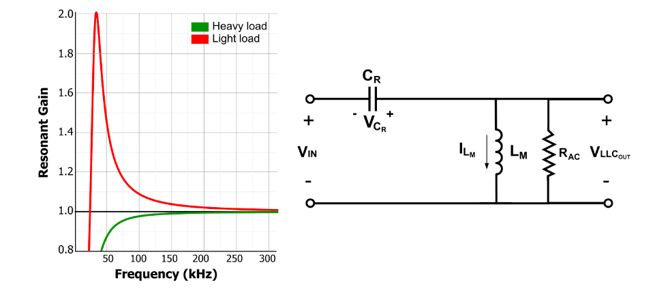 Heavy load
Light load
Resonant Gain
2.0
1.8
1.6
1.4
1.2
1.0
0.8
50 100 150 200 250 300
Frequency (kHz)
CR
- +
VCR
+ +
VIN ILM LM RAC VLLCOUT
- -